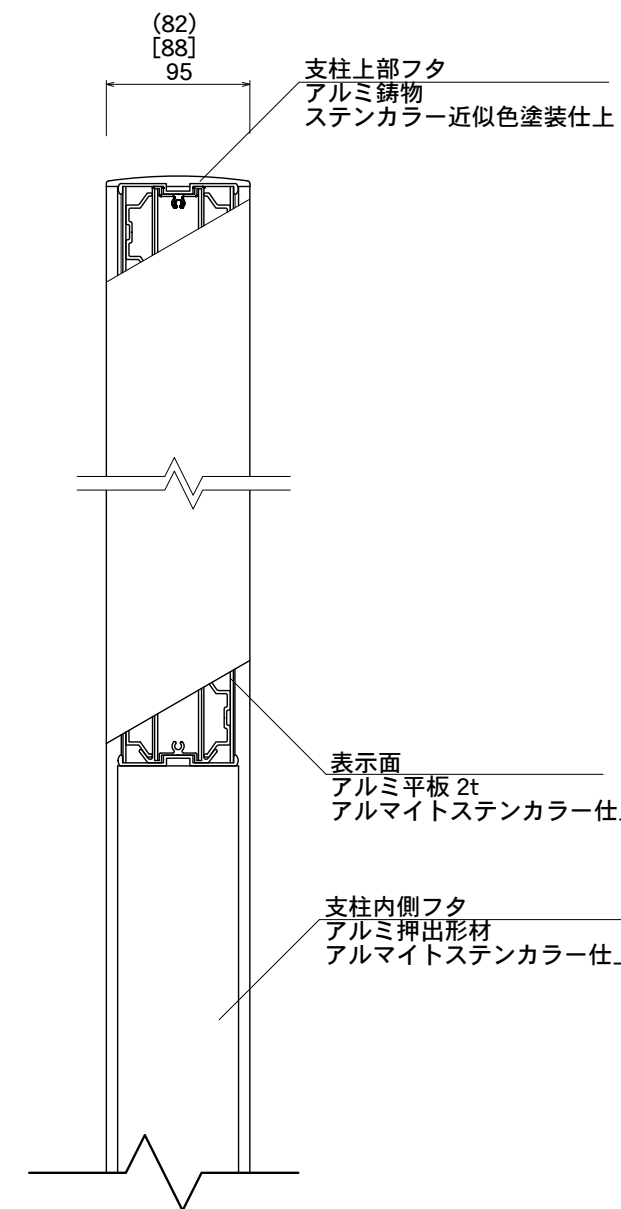 (82)
[88]
95
支柱上部フタ
アルミ鋳物
ステンカラー近似色塗装仕上
表示面
アルミ平板 2t
アルマイトステンカラー仕
支柱内側フタ
アルミ押出形材
アルマイトステンカラー仕